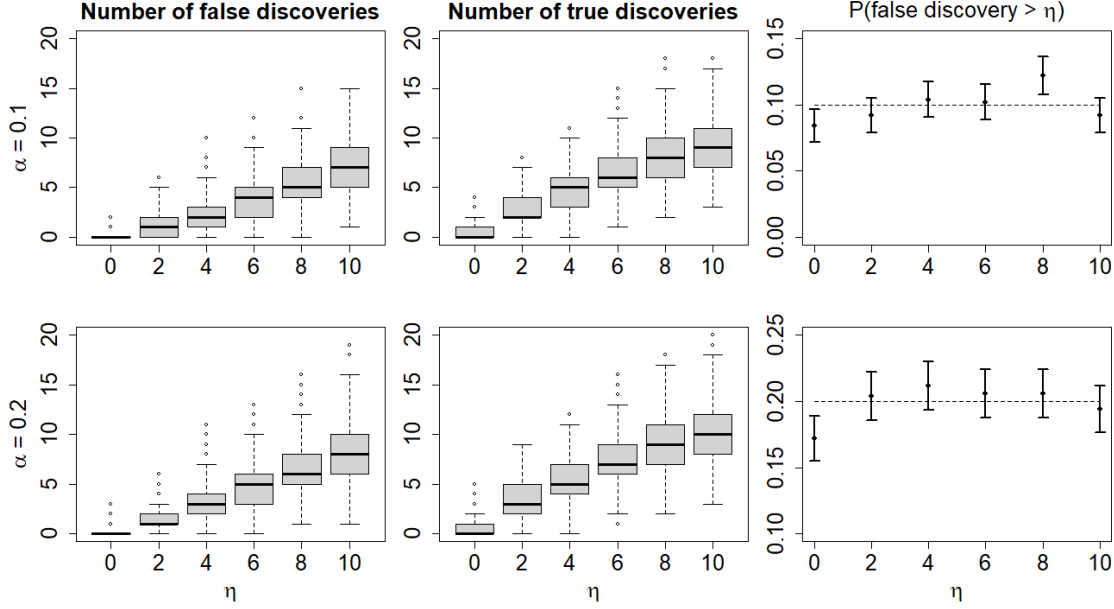 Number of false discoveries
Number of true discoveries
P(false discovery > η)
α = 0.1
20
15
10
5
0
0 2 4 6 8 10
20
15
10
5
0
0 2 4 6 8 10
0.15
0.10
0.05
0.00
0 2 4 6 8 10
α = 0.2
20
15
10
5
0
0 2 4 6 8 10
η
20
15
10
5
0
0 2 4 6 8 10
η
0.25
0.20
0.15
0.10
0 2 4 6 8 10
η